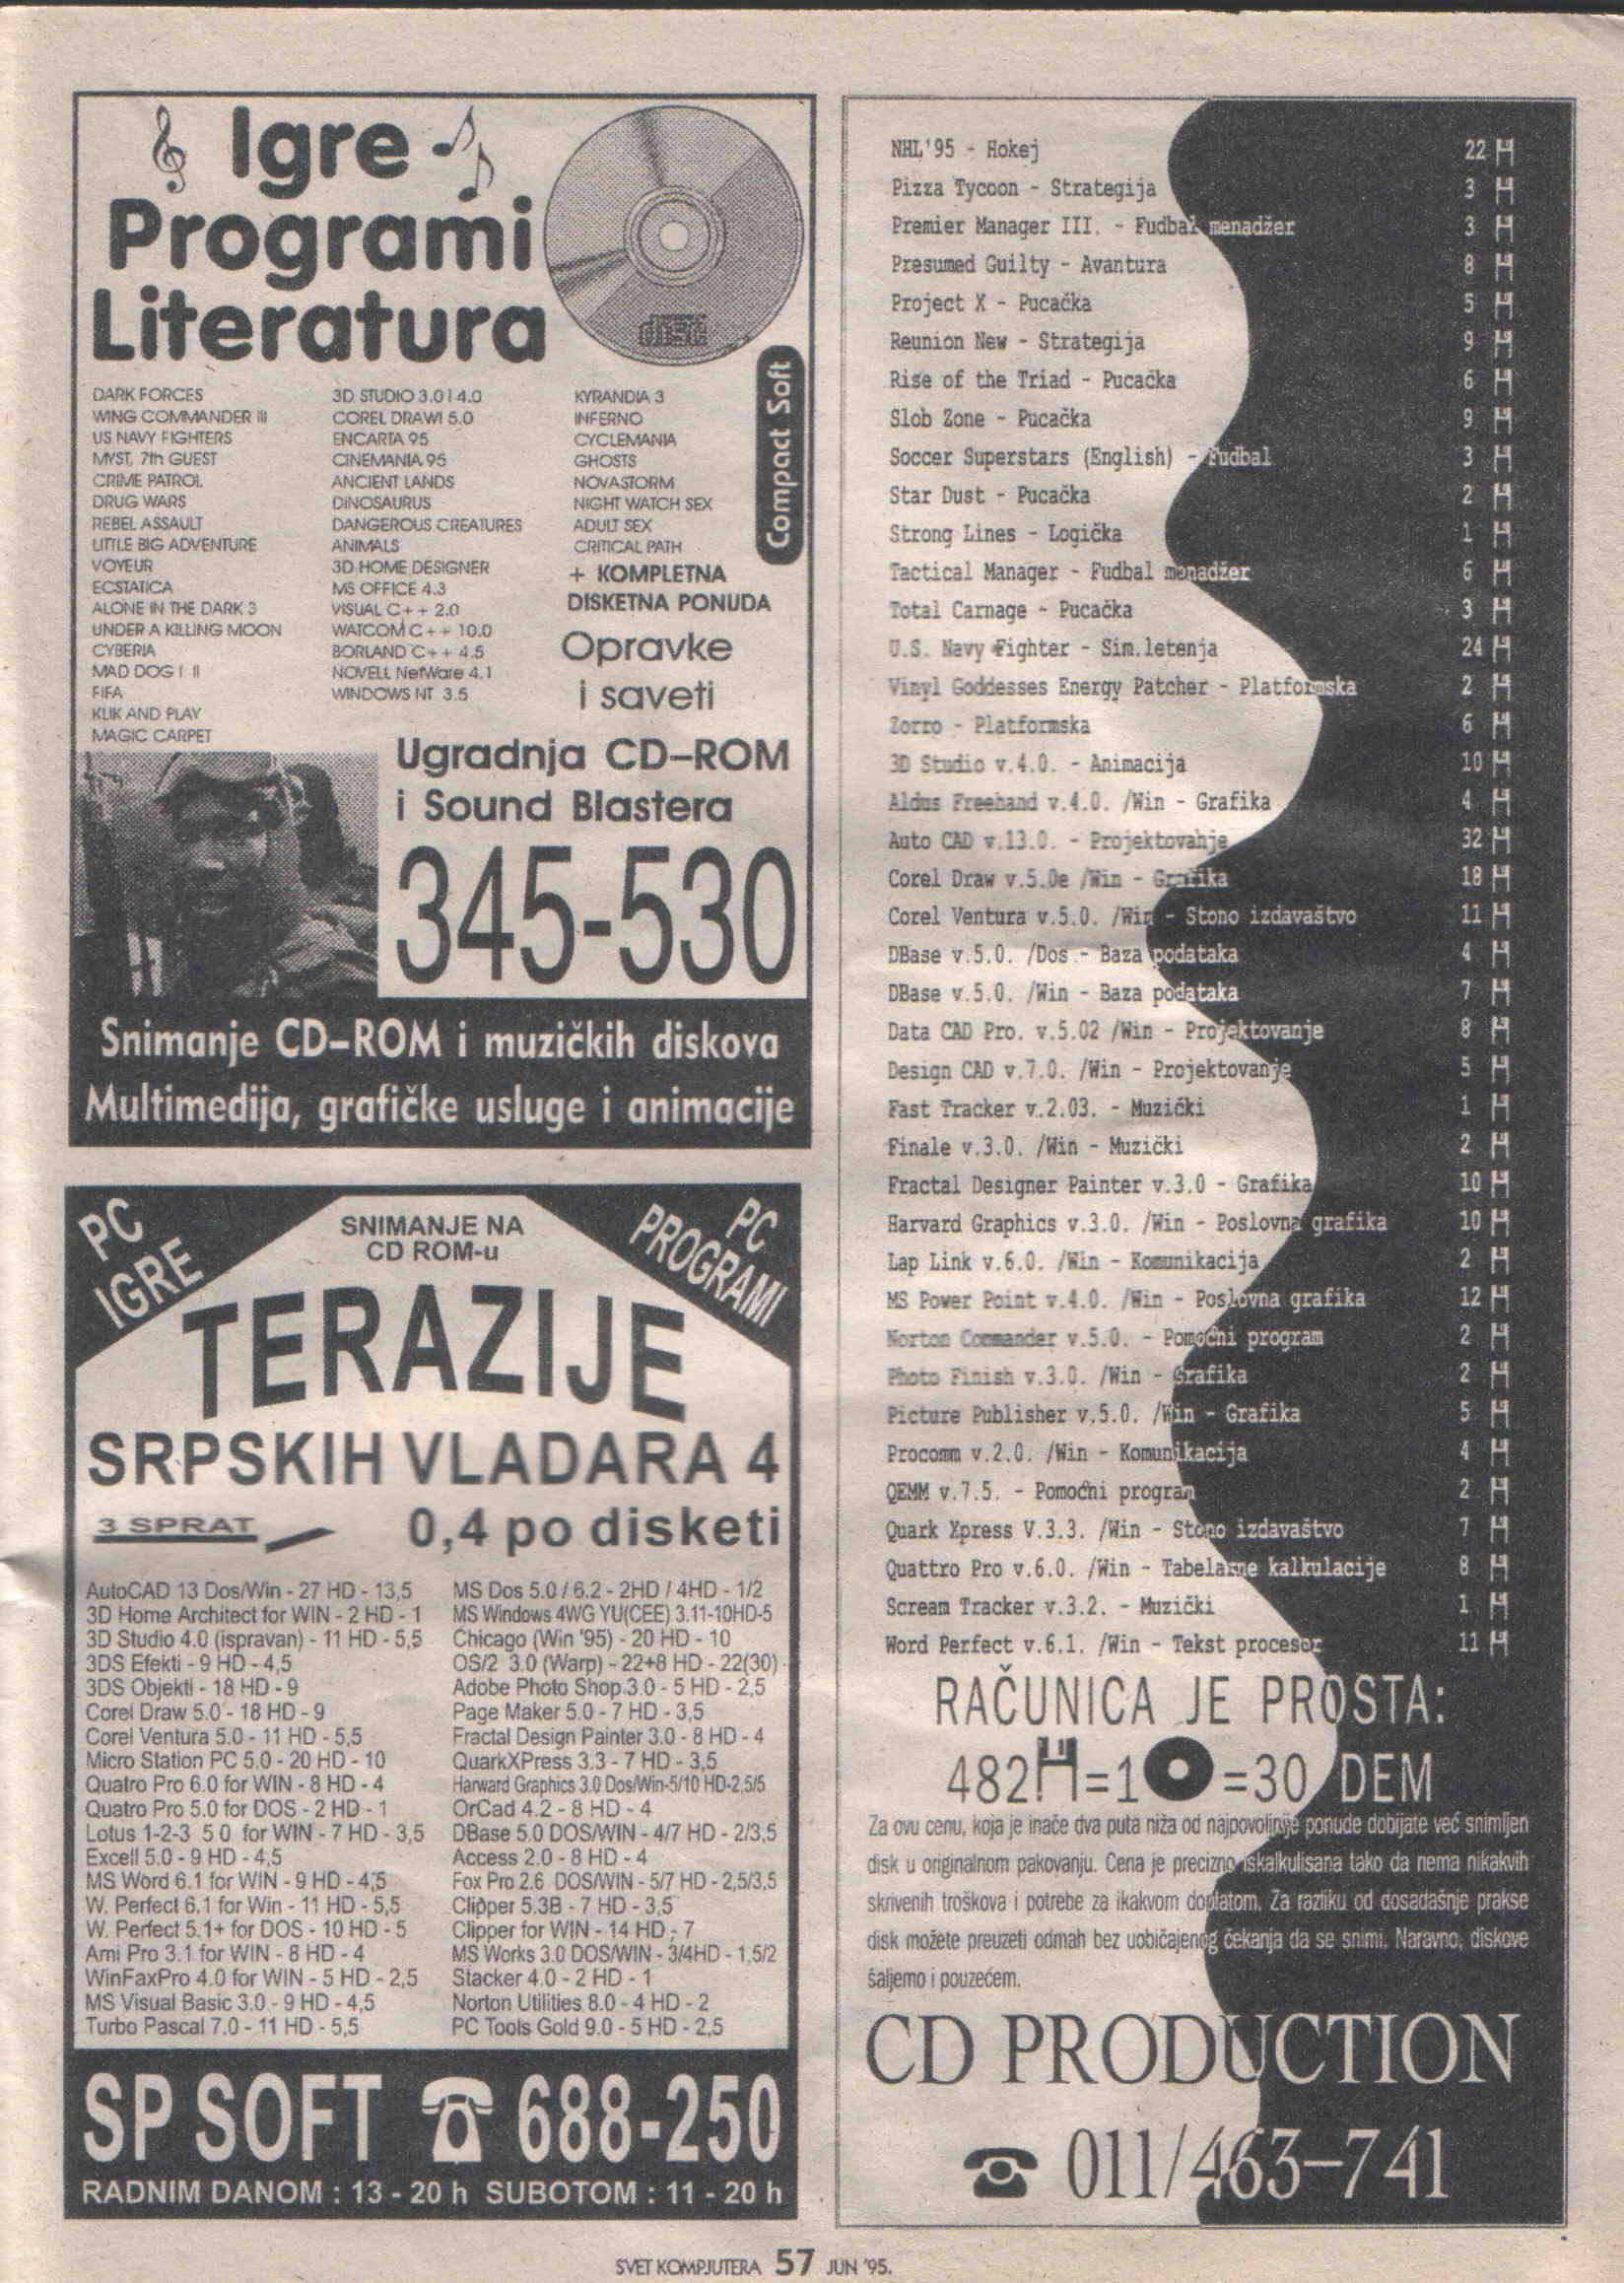 Igre
Programi
Literatura
disc
Compact Soft
DARK FORCES
WING COMMANDER III
US NAVY FIGHTERS
MYST, 7th GUEST
CRIME PATROL
DRUG WARS
REBEL ASSAULT
LITTLE BIG ADVENTURE
VOYEUR
ECSTATICA
ALONE IN THE DARK 3
UNDER A KILLING MOON
CYBERIA
MAD DOG I II
FIFA
KLIK AND PLAY
MAGIC CARPET
3D STUDIO 3.0 i 4.0
COREL DRAW! 5.0
ENCARTA 95
CINEMANIA 95
ANCIENT LANDS
DINOSAURUS
DANGEROUS CREATURES
ANIMALS
3D HOME DESIGNER
MS OFFICE 4.3
VISUAL C++ 2.0
WATCOM C++ 10.0
BORLAND C++ 4.5
NOVELL NetWare 4.1
WINDOWS NT 3.5
KYRANDIA 3
INFERNO
CYCLEMANIA
GHOSTS
NOVASTORM
NIGHT WATCH SEX
ADULT SEX
CRITICAL PATH
+ KOMPLETNA
DISKETNA PONUDA
Opravke
i saveti
Ugradnja CD-ROM
i Sound Blastera
345-530
Snimanje CD-ROM i muzičkih diskova
Multimedija, grafičke usluge i animacije
PC
IGRE
SNIMANJE NA
CD ROM-u
PC
PROGRAMI
TERAZIJE
SRPSKIH VLADARA 4
3 SPRAT
0,4 po disketi
AutoCAD 13 Dos/Win - 27 HD - 13,5
3D Home Architect for WIN - 2 HD - 1
3D Studio 4.0 (ispravan) - 11 HD - 5,5
3DS Efekti - 9 HD - 4,5
3DS Objekti - 18 HD - 9
Corel Draw 5.0 - 18 HD - 9
Corel Ventura 5.0 - 11 HD - 5,5
Micro Station PC 5.0 - 20 HD - 10
Quatro Pro 6.0 for WIN - 8 HD - 4
Quatro Pro 5.0 for DOS - 2 HD - 1
Lotus 1-2-3 5.0 for WIN - 7 HD - 3,5
Excell 5.0 - 9 HD - 4,5
MS Word 6.1 for WIN - 9 HD - 4,5
W. Perfect 6.1 for Win - 11 HD - 5,5
W. Perfect 5.1+ for DOS - 10 HD - 5
Ami Pro 3.1 for WIN - 8 HD - 4
WinFaxPro 4.0 for WIN - 5 HD - 2,5
MS Visual Basic 3.0 - 9 HD - 4,5
Turbo Pascal 7.0 - 11 HD - 5,5
MS Dos 5.0 / 6.2 - 2HD / 4HD - 1/2
MS Windows 4WG YU(CEE) 3.11-10HD-5
Chicago (Win '95) - 20 HD - 10
OS/2 3.0 (Warp) - 22+8 HD - 22(30)
Adobe Photo Shop 3.0 - 5 HD - 2,5
Page Maker 5.0 - 7 HD - 3,5
Fractal Design Painter 3.0 - 8 HD - 4
QuarkXPress 3.3 - 7 HD - 3,5
Harward Graphics 3.0 Dos/Win-5/10 HD-2,5/5
OrCad 4.2 - 8 HD - 4
DBase 5.0 DOS/WIN - 4/7 HD - 2/3,5
Access 2.0 - 8 HD - 4
Fox Pro 2.6 DOS/WIN - 5/7 HD - 2,5/3,5
Clipper 5.3B - 7 HD - 3,5
Clipper for WIN - 14 HD - 7
MS Works 3.0 DOS/WIN - 3/4HD - 1,5/2
Stacker 4.0 - 2 HD - 1
Norton Utilities 8.0 - 4 HD - 2
PC Tools Gold 9.0 - 5 HD - 2,5
SP SOFT 688-250
RADNIM DANOM : 13 - 20 h SUBOTOM : 11 - 20 h
NHL'95 - Hokej 22
Pizza Tycoon - Strategija 3
Premier Manager III. - Fudbal menadžer 3
Presumed Guilty - Avantura 8
Project X - Pucačka 5
Reunion New - Strategija 9
Rise of the Triad - Pucačka 6
Slob Zone - Pucačka 9
Soccer Superstars (English) - Fudbal 3
Star Dust - Pucačka 2
Strong Lines - Logička 1
Tactical Manager - Fudbal menadžer 6
Total Carnage - Pucačka 3
U.S. Navy Fighter - Sim.letenja 24
Vinyl Goddesses Energy Patcher - Platformska 2
Zorro - Platformska 6
3D Studio v.4.0. - Animacija 10
Aldus Freehand v.4.0. /Win - Grafika 4
Auto CAD v.13.0. - Projektovanje 32
Corel Draw v.5.0e /Win - Grafika 18
Corel Ventura v.5.0. /Win - Stono izdavaštvo 11
DBase v.5.0. /Dos - Baza podataka 4
DBase v.5.0. /Win - Baza podataka 7
Data CAD Pro. v.5.02 /Win - Projektovanje 8
Design CAD v.7.0. /Win - Projektovanje 5
Fast Tracker v.2.03. - Muzički 1
Finale v.3.0. /Win - Muzički 2
Fractal Designer Painter v.3.0 - Grafika 10
Harvard Graphics v.3.0. /Win - Poslovna grafika 10
Lap Link v.6.0. /Win - Komunikacija 2
MS Power Point v.4.0. /Win - Poslovna grafika 12
Norton Commander v.5.0. - Pomoćni program 2
Photo Finish v.3.0. /Win - Grafika 2
Picture Publisher v.5.0. /Win - Grafika 5
Procomm v.2.0. /Win - Komunikacija 4
QEMM v.7.5. - Pomoćni program 2
Quark Xpress V.3.3. /Win - Stono izdavaštvo 7
Quattro Pro v.6.0. /Win - Tabelarne kalkulacije 8
Scream Tracker v.3.2. - Muzički 1
Word Perfect v.6.1. /Win - Tekst procesor 11
RAČUNICA JE PROSTA:
482 =1 =30 DEM
Za ovu cenu, koja je inače dva puta niža od najpovoljnije ponude dobijate već snimljen
disk u originalnom pakovanju. Cena je precizno iskalkulisana tako da nema nikakvih
skrivenih troškova i potrebe za ikakvom doplatom. Za razliku od dosadašnje prakse
disk možete preuzeti odmah bez uobičajenog čekanja da se snimi. Naravno, diskove
šaljemo i pouzećem.
CD PRODUCTION
011/463-741
SVET KOMPJUTERA 57 JUN '95.